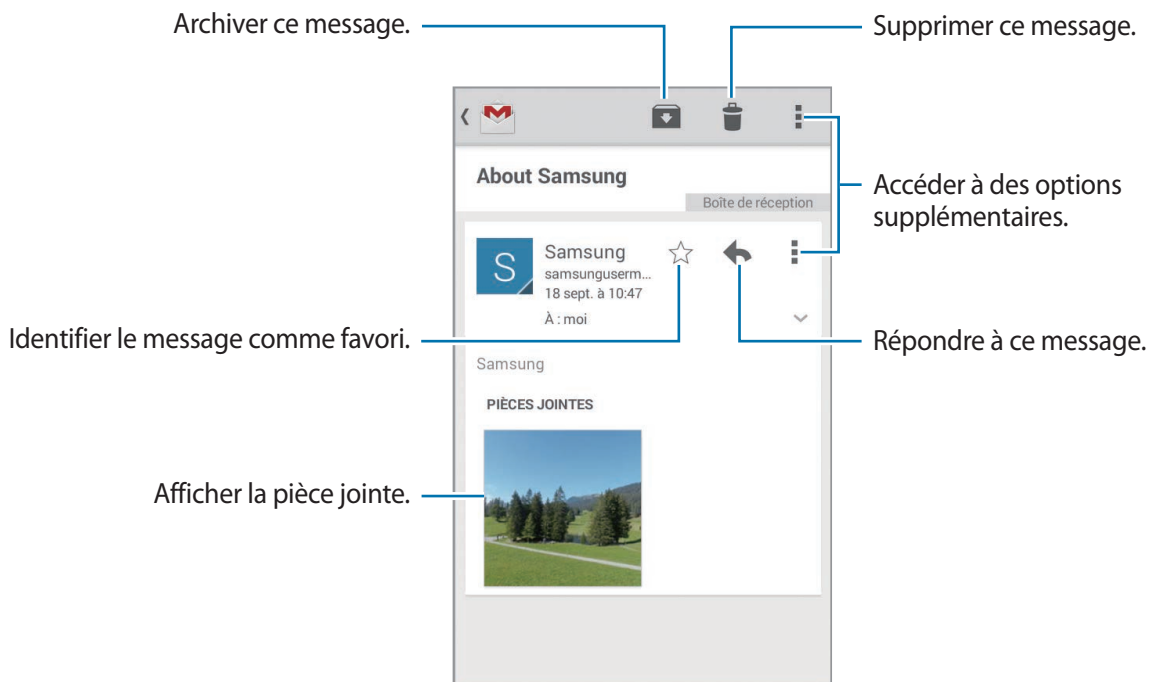 Archiver ce message.
Supprimer ce message.
About Samsung
Boîte de réception
Accéder à des options
supplémentaires.
S
Samsung
samsunguserm...
18 sept. à 10:47
À : moi
Identifier le message comme favori.
Répondre à ce message.
Samsung
PIÈCES JOINTES
Afficher la pièce jointe.